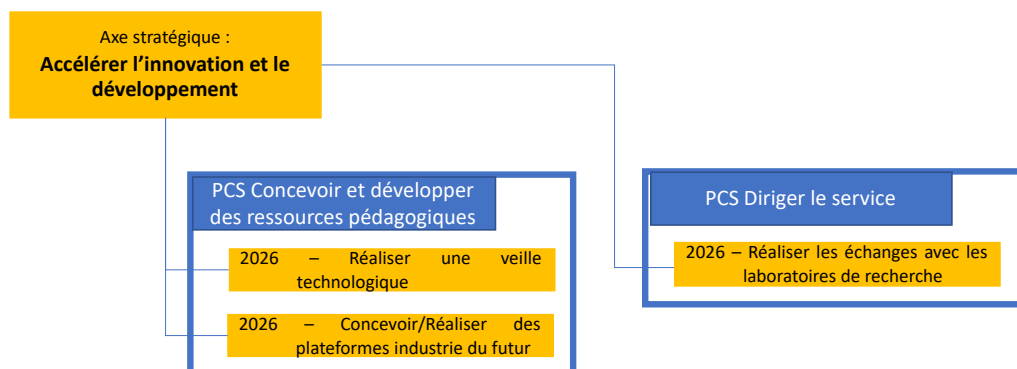 Axe stratégique :
Accélérer l’innovation et le
développement
PCS Concevoir et développer
des ressources pédagogiques
2026 – Réaliser une veille
technologique
2026 – Concevoir/Réaliser des
plateformes industrie du futur
PCS Diriger le service
2026 – Réaliser les échanges avec les
laboratoires de recherche